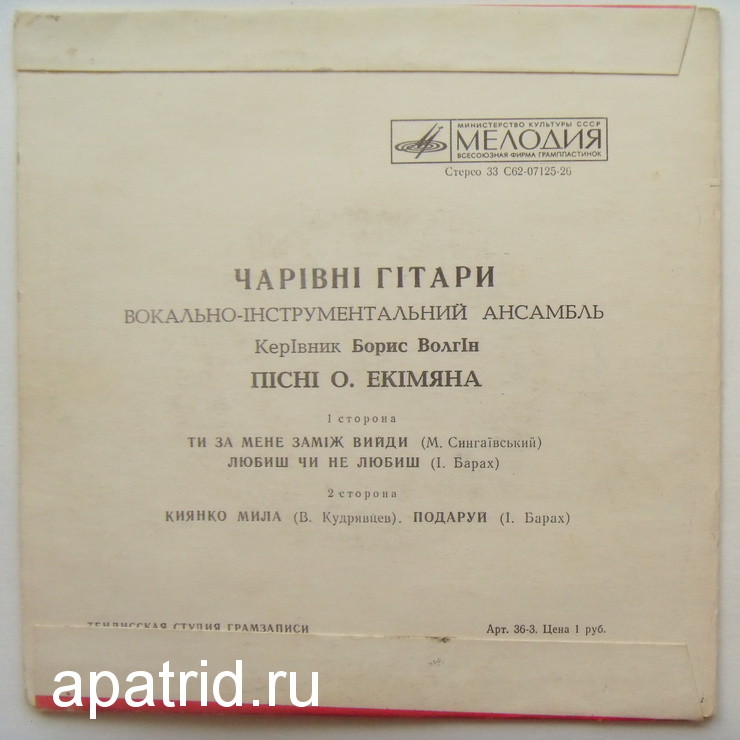 МИНИСТЕРСТВО КУЛЬТУРЫ СССР
МЕЛОДИЯ
ВСЕСОЮЗНАЯ ФИРМА ГРАМПЛАСТИНОК
Стерео 33 С62-07125-26
ЧАРІВНІ ГІТАРИ
ВОКАЛЬНО-ІНСТРУМЕНТАЛЬНИЙ АНСАМБЛЬ
Керівник Борис Волгін
ПІСНІ О. ЕКІМЯНА
1 сторона
ТИ ЗА МЕНЕ ЗАМІЖ ВИЙДИ (М. Сингаївський)
ЛЮБИШ ЧИ НЕ ЛЮБИШ (І. Барах)
2 сторона
КИЯНКО МИЛА (В. Кудрявцев). ПОДАРУЙ (І. Барах)
СТУДИЯ ГРАМЗАПИСИ
Арт. 36-3. Цена 1 руб.
apatrid.ru